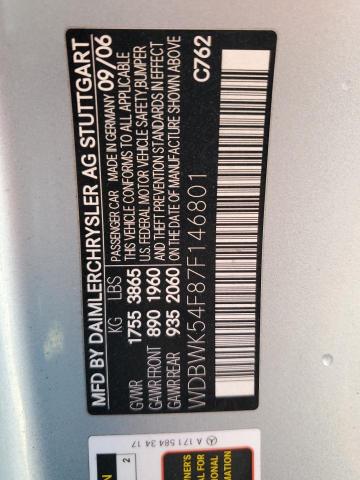 MFD BY DAIMLERCHRYSLER AG STUTTGART
PASSENGER CAR MADE IN GERMANY 09/06
THIS VEHICLE CONFORMS TO ALL APPLICABLE
U.S. FEDERAL MOTOR VEHICLE SAFETY,BUMPER
AND THEFT PREVENTION STANDARDS IN EFFECT
ON THE DATE OF MANUFACTURE SHOWN ABOVE
KG LBS
GVWR 1755 3865
GAWR FRONT 890 1960
GAWR REAR 935 2060
WDBWK54F87F146801 C762
A 171 584 34 17
2